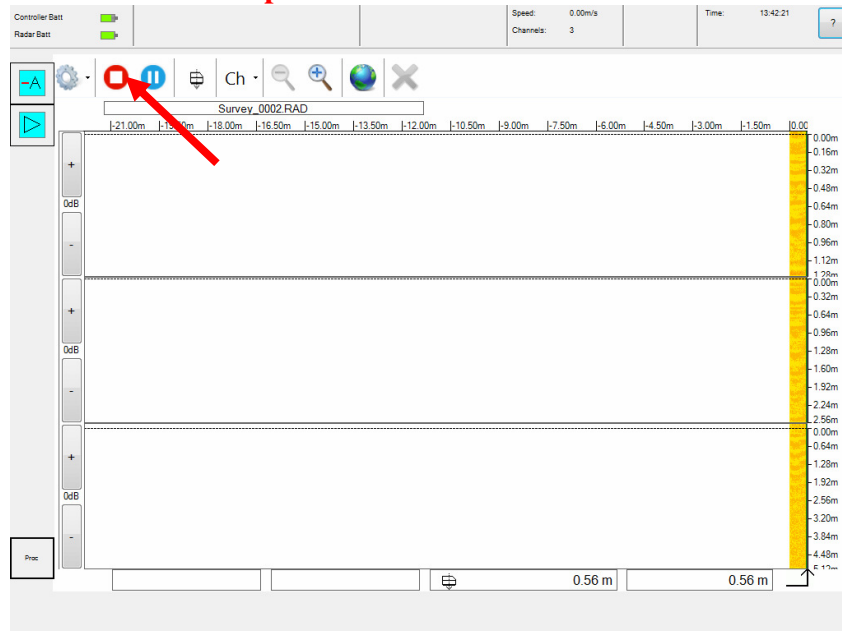 Controller Batt
Radar Batt
Speed: 0.00m/s
Channels: 3
Time: 13:42:21
?
-A
Ch
Survey_0002.RAD
-21.00m -18.00m -16.50m -15.00m -13.50m -12.00m -10.50m -9.00m -7.50m -6.00m -4.50m -3.00m -1.50m
+
0dB
-
0.00m
0.16m
0.32m
0.48m
0.64m
0.80m
0.96m
1.12m
1.28m
+
0dB
-
0.00m
0.32m
0.64m
0.96m
1.28m
1.60m
1.92m
2.24m
2.56m
+
0dB
-
0.00m
0.64m
1.28m
1.92m
2.56m
3.20m
3.84m
4.48m
Proc
0.56 m
0.56 m